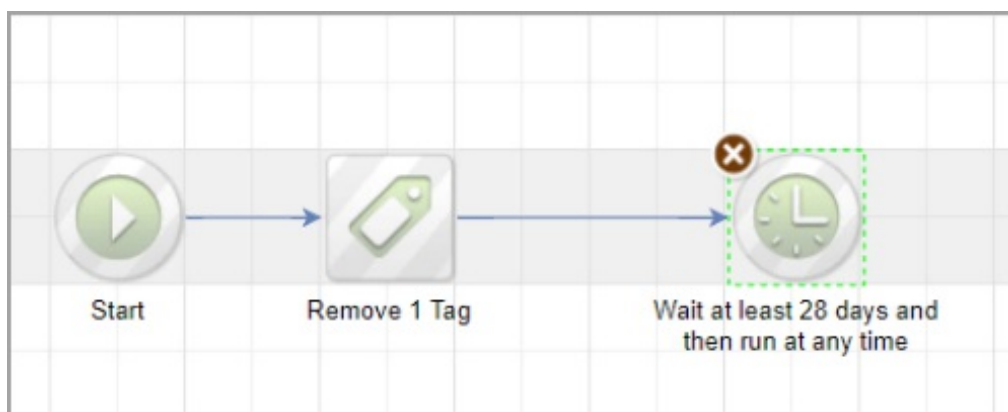 Start
Remove 1 Tag
Wait at least 28 days and
then run at any time